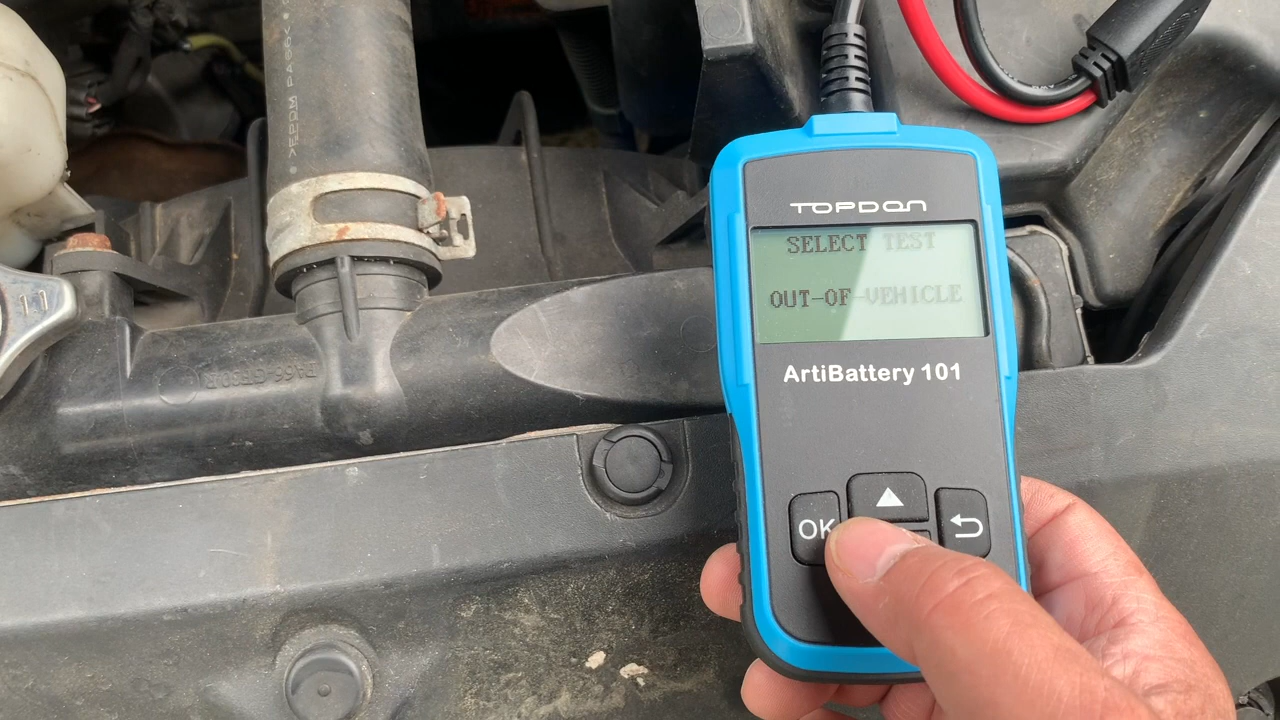 TOPDON
SELECT TEST
OUT-OF-VEHICLE
ArtiBattery 101
OK